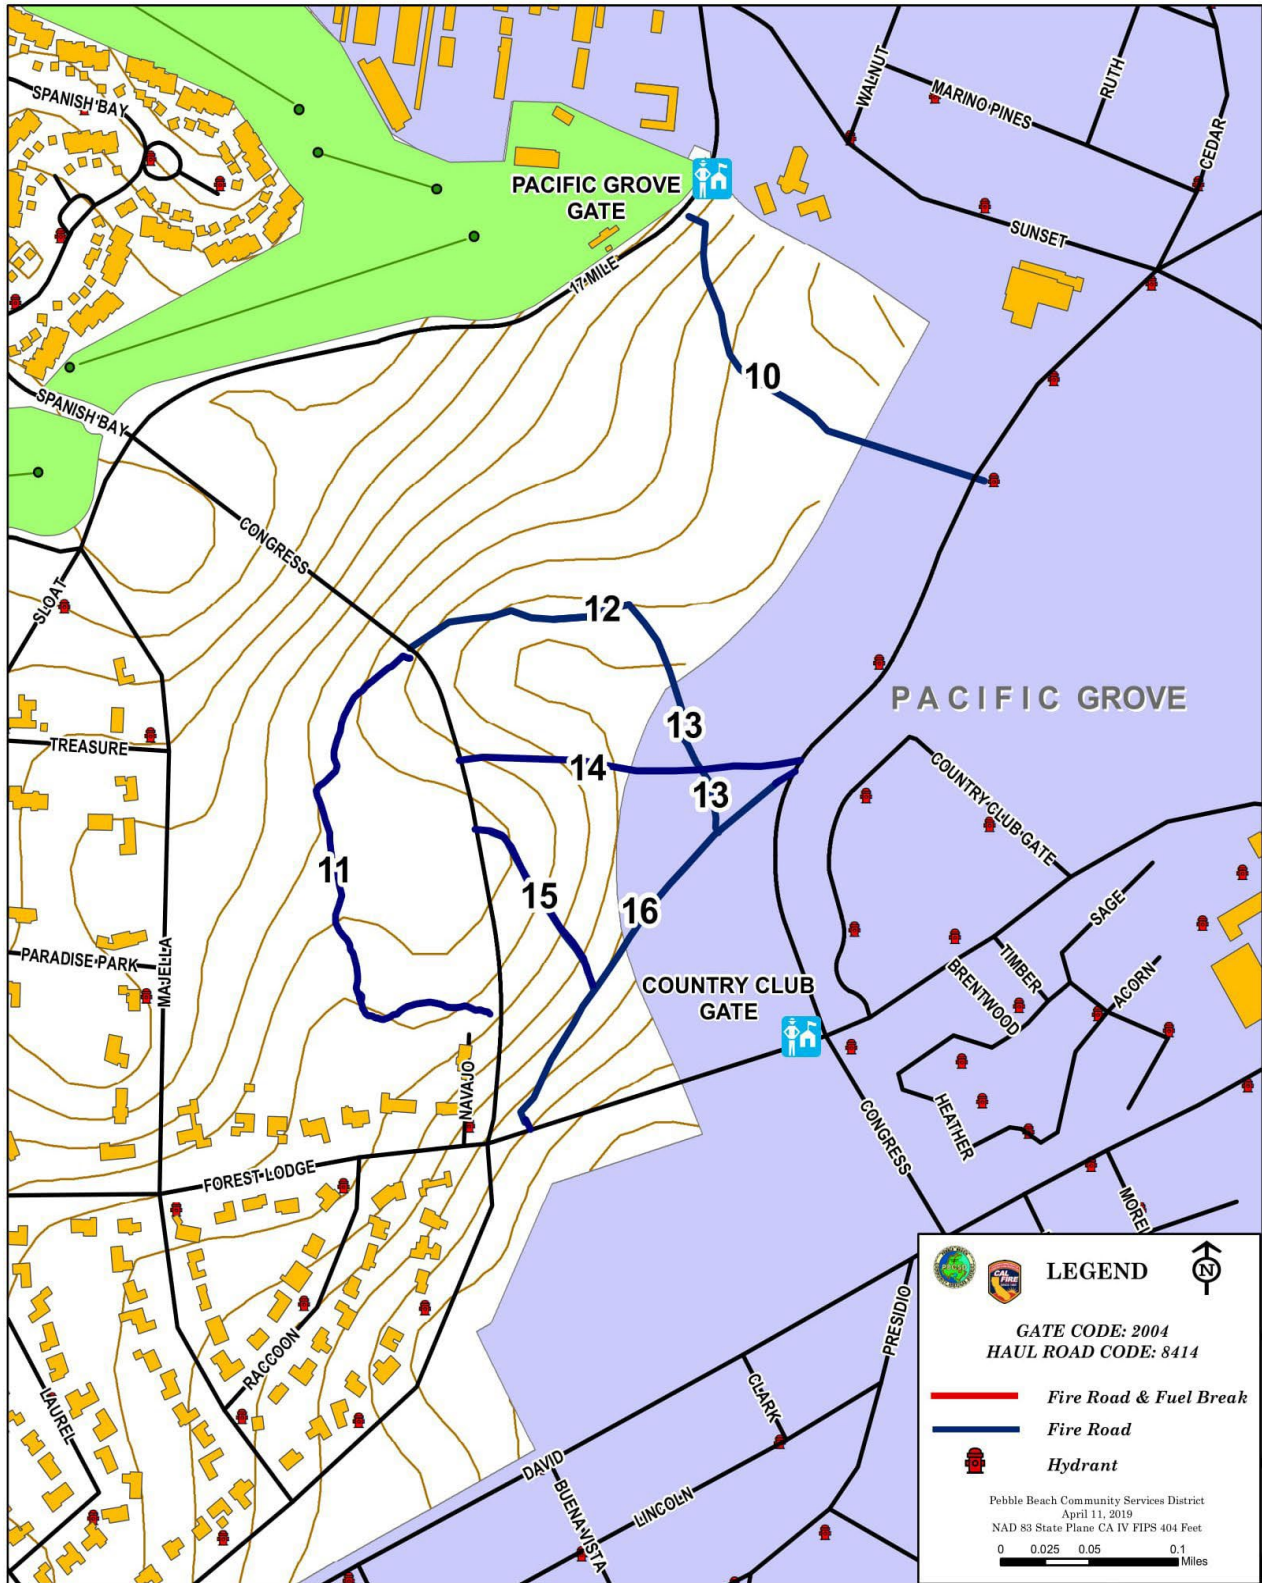 SPANISH BAY
WALNUT
MARINO PINES
RUTH
CEDAR
PACIFIC GROVE
GATE
SUNSET
17 MILE
10
SPANISH BAY
CONGRESS
SLOAT
12
PACIFIC GROVE
13
TREASURE
14
13
COUNTRY CLUB GATE
11
15
16
SAGE
PARADISE PARK
MAJELLA
COUNTRY CLUB
GATE
TIMBER
BRENTWOOD
ACORN
NAVAJO
HEATHER
CONGRESS
FOREST LODGE
RACCOON
LAUREL
PRESIDIO
CLARK
DAVID
BUENA VISTA
LINCOLN
CAL
FIRE
LEGEND
N
GATE CODE: 2004
HAUL ROAD CODE: 8414
Fire Road & Fuel Break
Fire Road
Hydrant
Pebble Beach Community Services District
April 11, 2019
NAD 83 State Plane CA IV FIPS 404 Feet
0 0.025 0.05 0.1
Miles